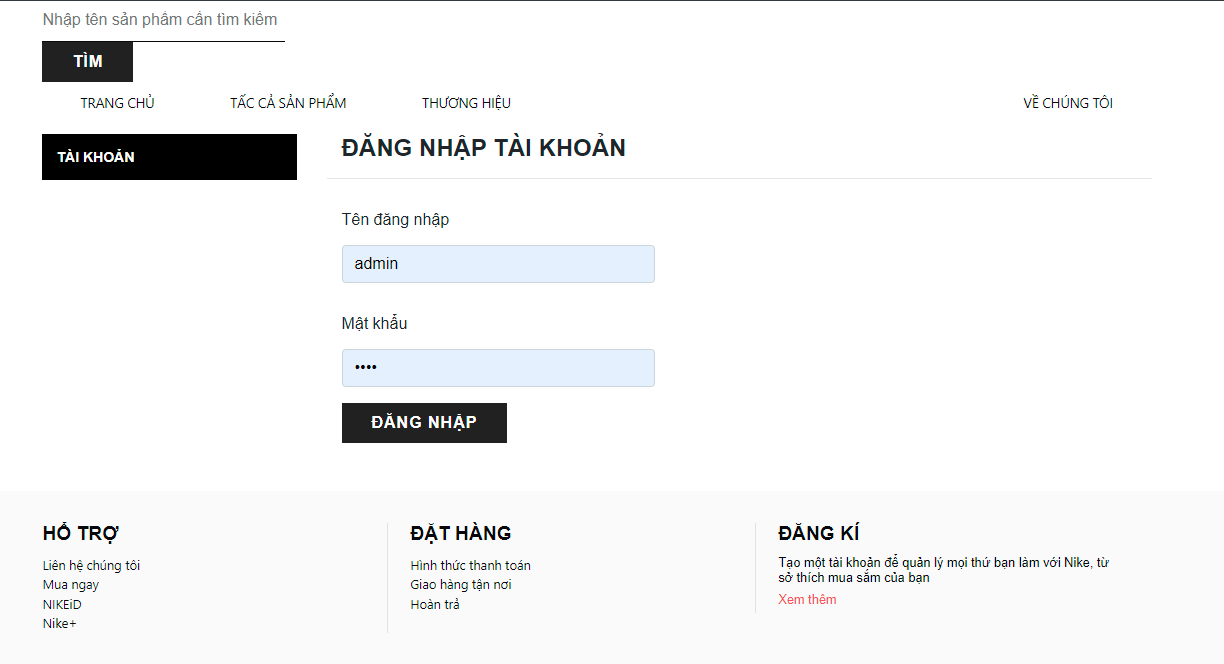 Nhập tên sản phẩm cần tìm kiếm
TÌM
TRANG CHỦ TẤC CẢ SẢN PHẨM THƯƠNG HIỆU VỀ CHÚNG TÔI
TÀI KHOẢN
ĐĂNG NHẬP TÀI KHOẢN
Tên đăng nhập
admin
Mật khẩu
••••
ĐĂNG NHẬP
HỖ TRỢ
Liên hệ chúng tôi
Mua ngay
NIKEiD
Nike+
ĐẶT HÀNG
Hình thức thanh toán
Giao hàng tận nơi
Hoàn trả
ĐĂNG KÍ
Tạo một tài khoản để quản lý mọi thứ bạn làm với Nike, từ
sở thích mua sắm của bạn
Xem thêm